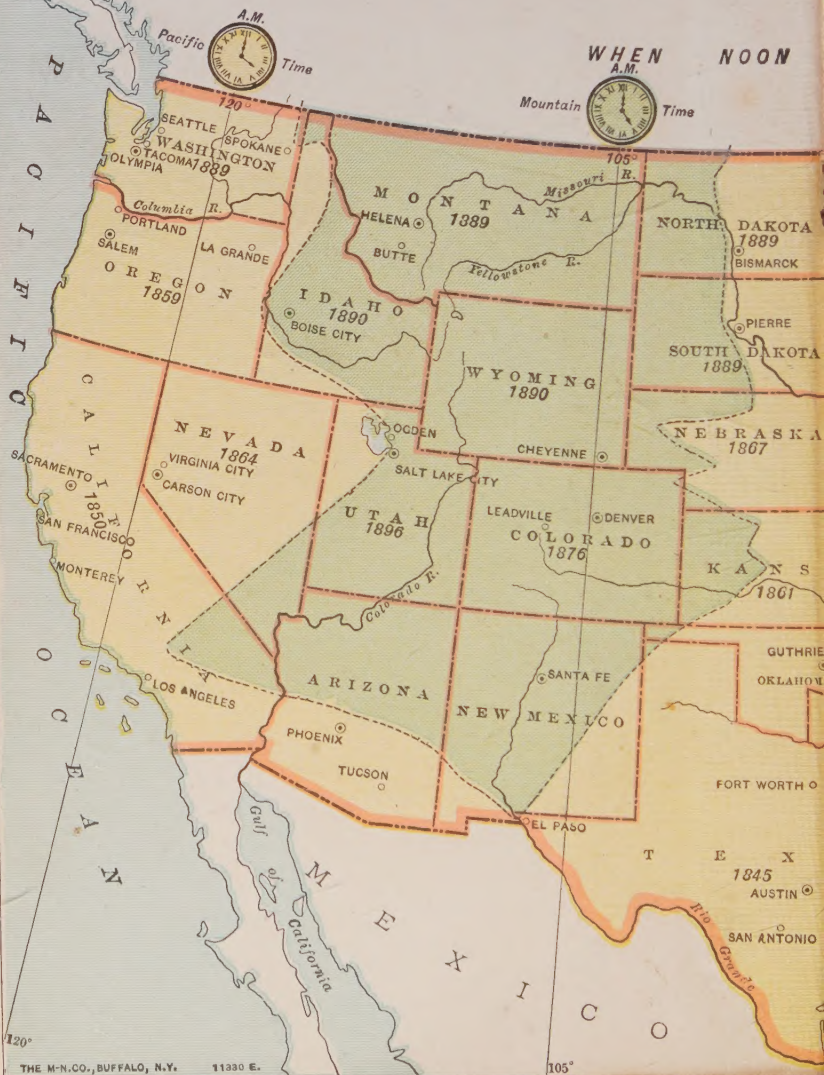 A.M.
Pacific Time
WHEN NOON
A.M.
Mountain Time
120°
105°
SEATTLE
SPOKANE
WASHINGTON
TACOMA 1889
OLYMPIA
Columbia R.
PORTLAND
SALEM
LA GRANDE
OREGON
1859
MONTANA
1889
Missouri R.
HELENA
BUTTE
Yellowstone R.
NORTH DAKOTA
1889
BISMARCK
IDAHO
1890
BOISE CITY
PIERRE
SOUTH DAKOTA
1889
WYOMING
1890
CHEYENNE
NEBRASKA
1867
CALIFORNIA
1850
SACRAMENTO
SAN FRANCISCO
MONTEREY
LOS ANGELES
NEVADA
1864
VIRGINIA CITY
CARSON CITY
OGDEN
SALT LAKE CITY
UTAH
1896
Colorado R.
LEADVILLE
DENVER
COLORADO
1876
KANS
1861
GUTHRIE
OKLAHOM
ARIZONA
PHOENIX
TUCSON
SANTA FE
NEW MEXICO
EL PASO
FORT WORTH
TEX
1845
AUSTIN
SAN ANTONIO
Rio Grande
PACIFIC OCEAN
Gulf of California
MEXICO
120°
105°
THE M-N.CO., BUFFALO, N.Y. 11330 E.